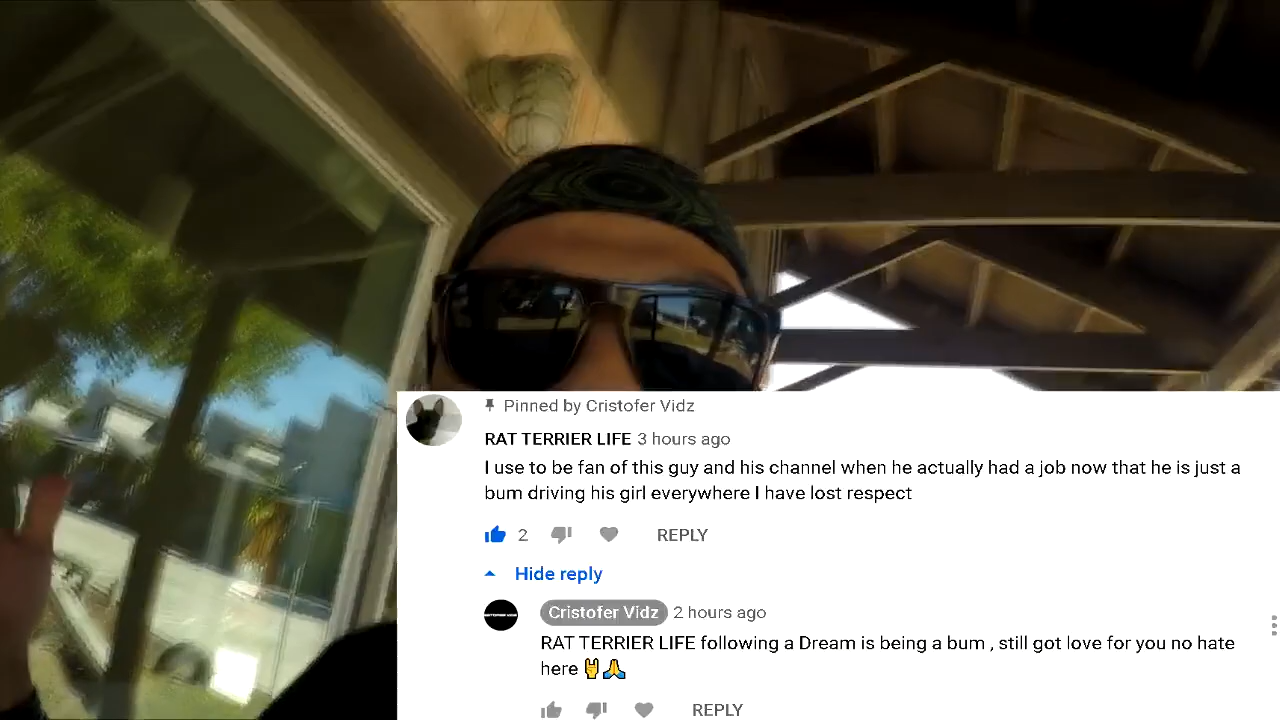 Pinned by Cristofer Vidz
RAT TERRIER LIFE 3 hours ago
I use to be fan of this guy and his channel when he actually had a job now that he is just a
bum driving his girl everywhere I have lost respect
2 REPLY
Hide reply
Cristofer Vidz 2 hours ago
RAT TERRIER LIFE following a Dream is being a bum , still got love for you no hate
here 🤘🙏
REPLY